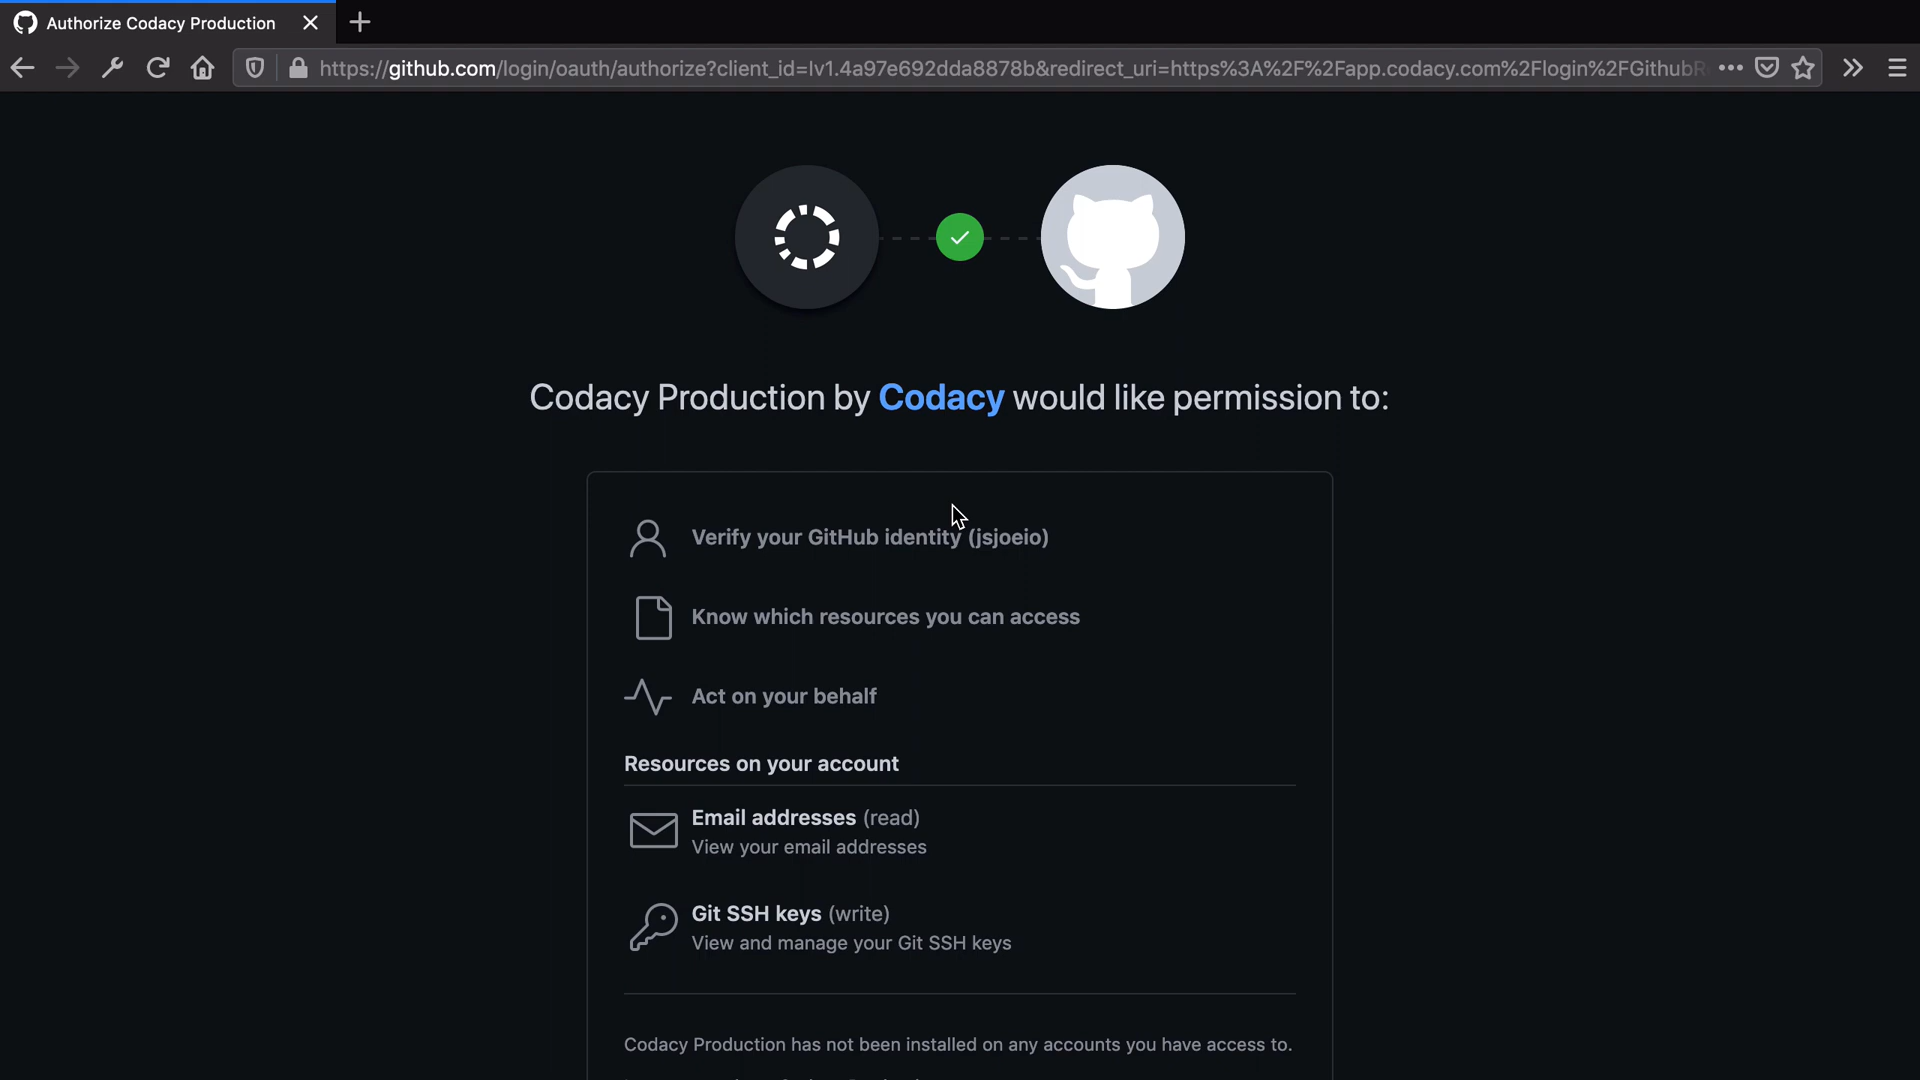 Authorize Codacy Production
https://github.com/login/oauth/authorize?client_id=Iv1.4a97e692dda8878b&redirect_uri=https%3A%2F%2Fapp.codacy.com%2Flogin%2FGithubR
Codacy Production by Codacy would like permission to:
Verify your GitHub identity (jsjoeio)
Know which resources you can access
Act on your behalf
Resources on your account
Email addresses (read)
View your email addresses
Git SSH keys (write)
View and manage your Git SSH keys
Codacy Production has not been installed on any accounts you have access to.